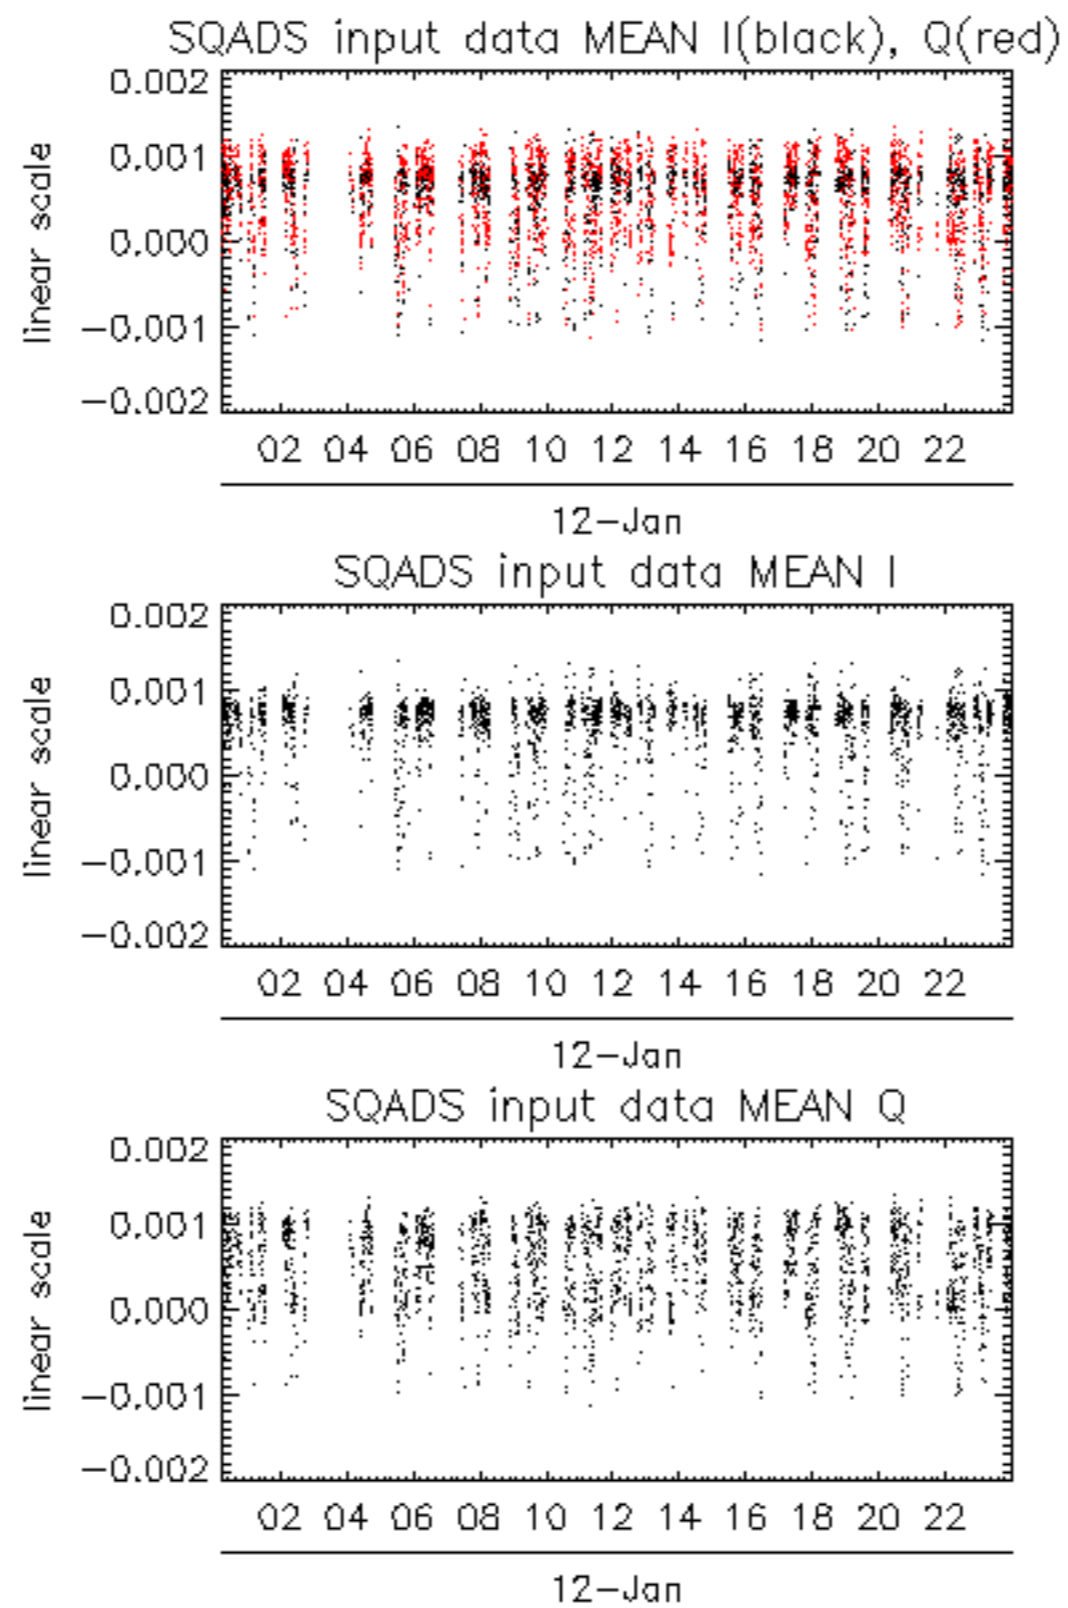 SQADS input data MEAN I(black), Q(red)
0.002
0.001
0.000
−0.001
−0.002
linear scale
02 04 06 08 10 12 14 16 18 20 22
12−Jan
SQADS input data MEAN I
0.002
0.001
0.000
−0.001
−0.002
linear scale
02 04 06 08 10 12 14 16 18 20 22
12−Jan
SQADS input data MEAN Q
0.002
0.001
0.000
−0.001
−0.002
linear scale
02 04 06 08 10 12 14 16 18 20 22
12−Jan